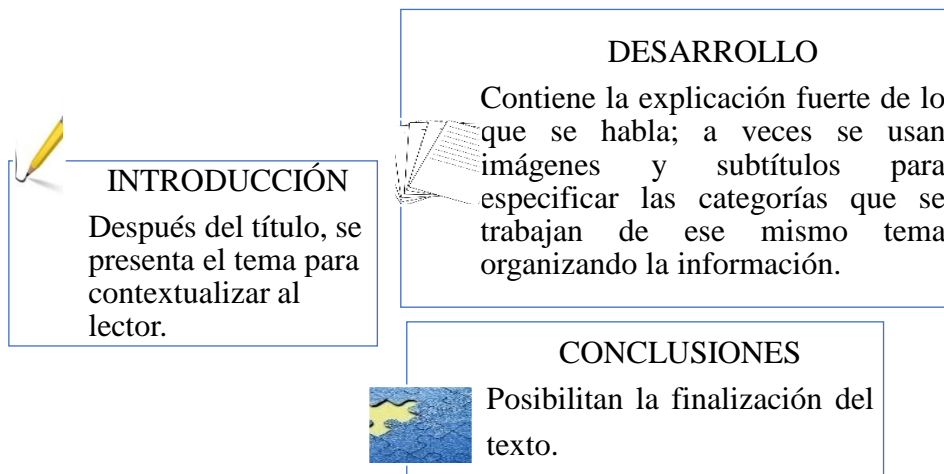 INTRODUCCIÓN
Después del título, se
presenta el tema para
contextualizar al
lector.
DESARROLLO
Contiene la explicación fuerte de lo
que se habla; a veces se usan
imágenes y subtítulos para
especificar las categorías que se
trabajan de ese mismo tema
organizando la información.
CONCLUSIONES
Posibilitan la finalización del
texto.